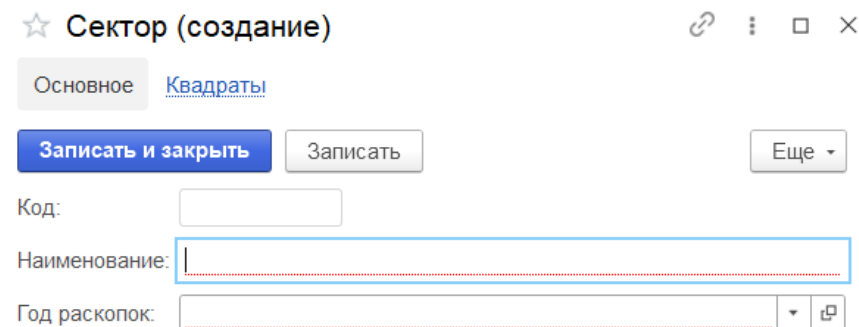 Сектор (создание)
Основное Квадраты
Записать и закрыть Записать Еще
Код:
Наименование:
Год раскопок: